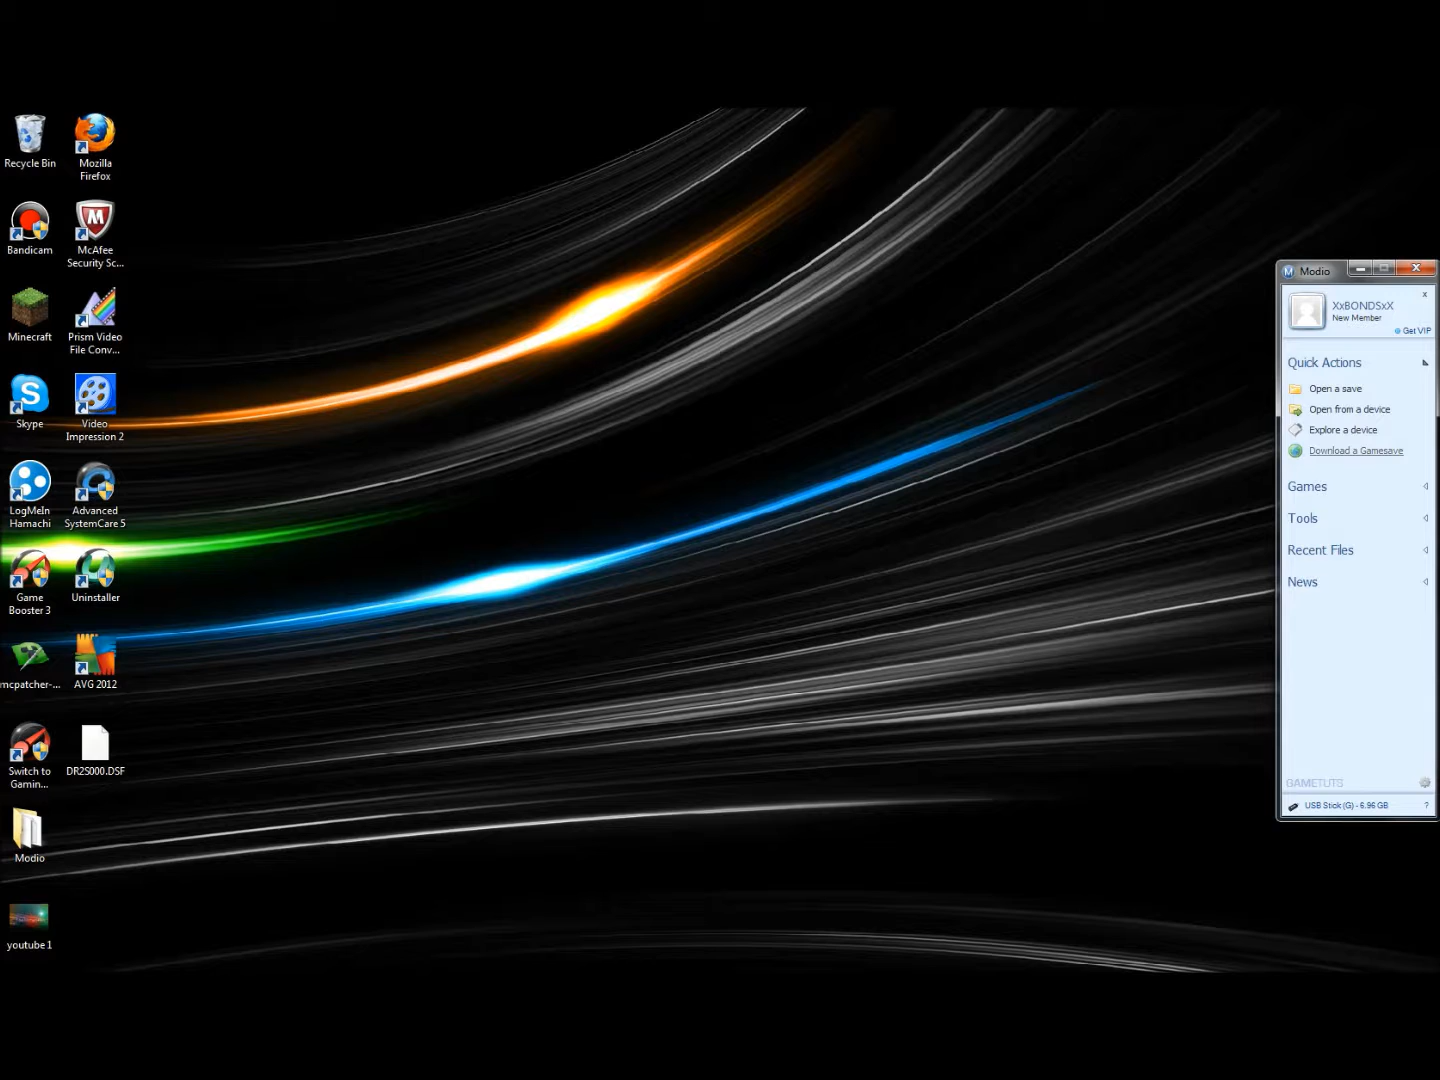 Recycle Bin
Mozilla
Firefox
Bandicam
McAfee
Security Sc...
Minecraft
Prism Video
File Conv...
Skype
Video
Impression 2
LogMeIn
Hamachi
Advanced
SystemCare 5
Game
Booster 3
Uninstaller
mcpatcher-...
AVG 2012
Switch to
Gamin...
DR2S000.DSF
Modio
youtube 1
Modio
XxBONDSxX
New Member
Get VIP
Quick Actions
Open a save
Open from a device
Explore a device
Download a Gamesave
Games
Tools
Recent Files
News
GAMETUTS
USB Stick (G) - 6.96 GB
?